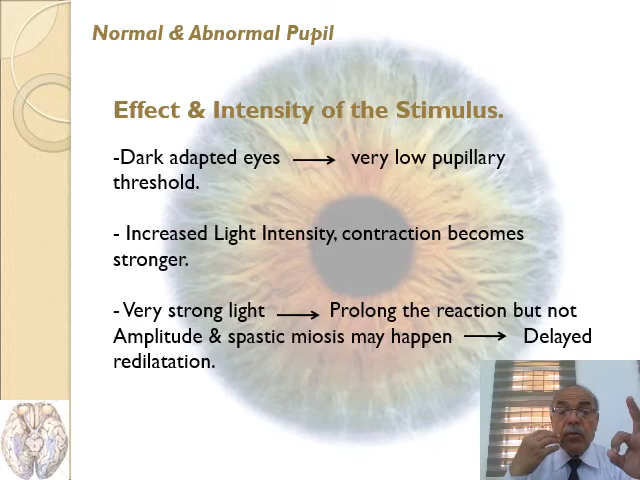 Normal & Abnormal Pupil
Effect & Intensity of the Stimulus.
-Dark adapted eyes → very low pupillary
threshold.
- Increased Light Intensity, contraction becomes
stronger.
- Very strong light → Prolong the reaction but not
Amplitude & spastic miosis may happen → Delayed
redilatation.